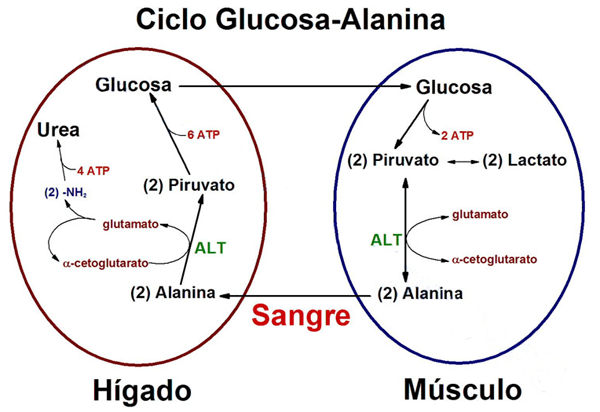 Ciclo Glucosa-Alanina
Glucosa
6 ATP
Urea
4 ATP
(2) -NH₂
(2) Piruvato
glutamato
α-cetoglutarato
ALT
(2) Alanina
Hígado
Sangre
Glucosa
2 ATP
(2) Piruvato
(2) Lactato
glutamato
ALT
α-cetoglutarato
(2) Alanina
Músculo